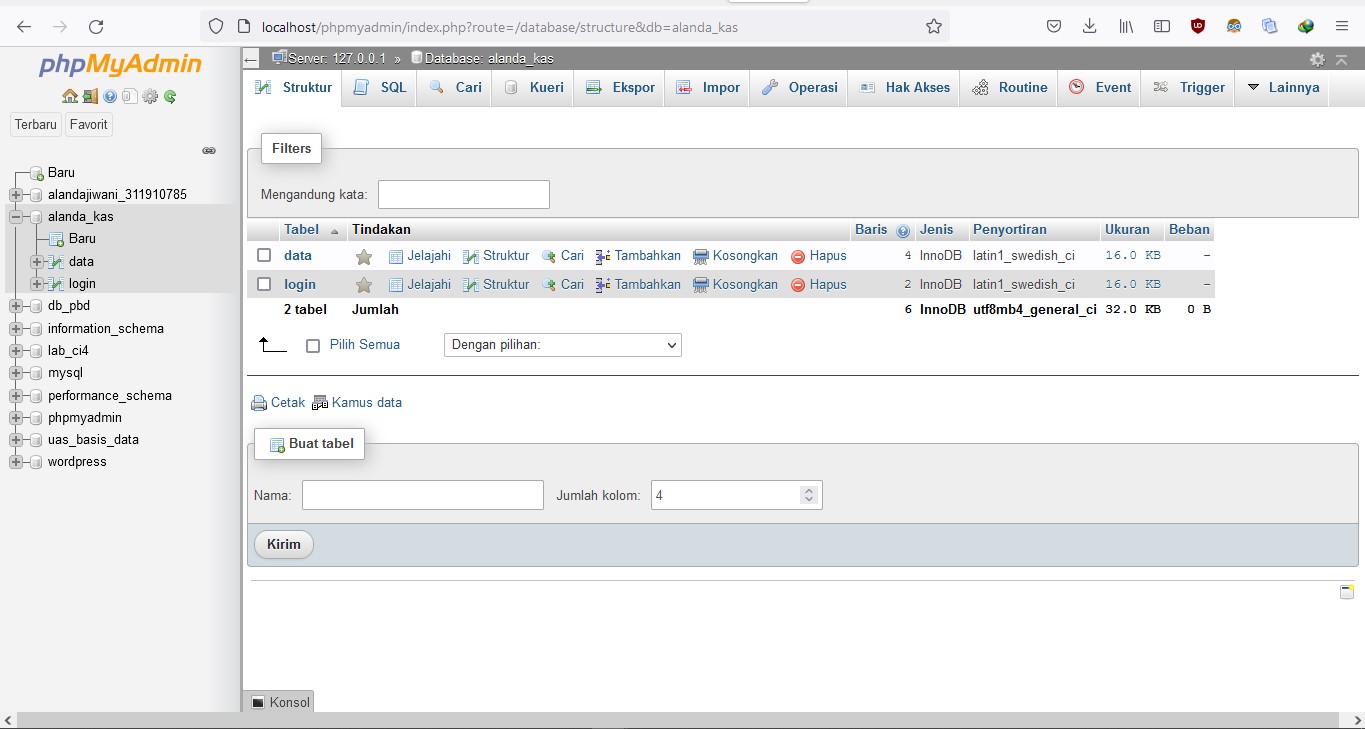 localhost/phpmyadmin/index.php?route=/database/structure&db=alanda_kas
phpMyAdmin
Terbaru Favorit
Baru
alandajiwani_311910785
alanda_kas
Baru
data
login
db_pbd
information_schema
lab_ci4
mysql
performance_schema
phpmyadmin
uas_basis_data
wordpress
Server: 127.0.0.1 » Database: alanda_kas
Struktur SQL Cari Kueri Ekspor Impor Operasi Hak Akses Routine Event Trigger Lainnya
Filters
Mengandung kata:
Tabel Tindakan Baris Jenis Penyortiran Ukuran Beban
data Jelajahi Struktur Cari Tambahkan Kosongkan Hapus 4 InnoDB latin1_swedish_ci 16.0 KB -
login Jelajahi Struktur Cari Tambahkan Kosongkan Hapus 2 InnoDB latin1_swedish_ci 16.0 KB -
2 tabel Jumlah 6 InnoDB utf8mb4_general_ci 32.0 KB 0 B
Pilih Semua Dengan pilihan:
Cetak Kamus data
Buat tabel
Nama: Jumlah kolom: 4
Kirim
Konsol